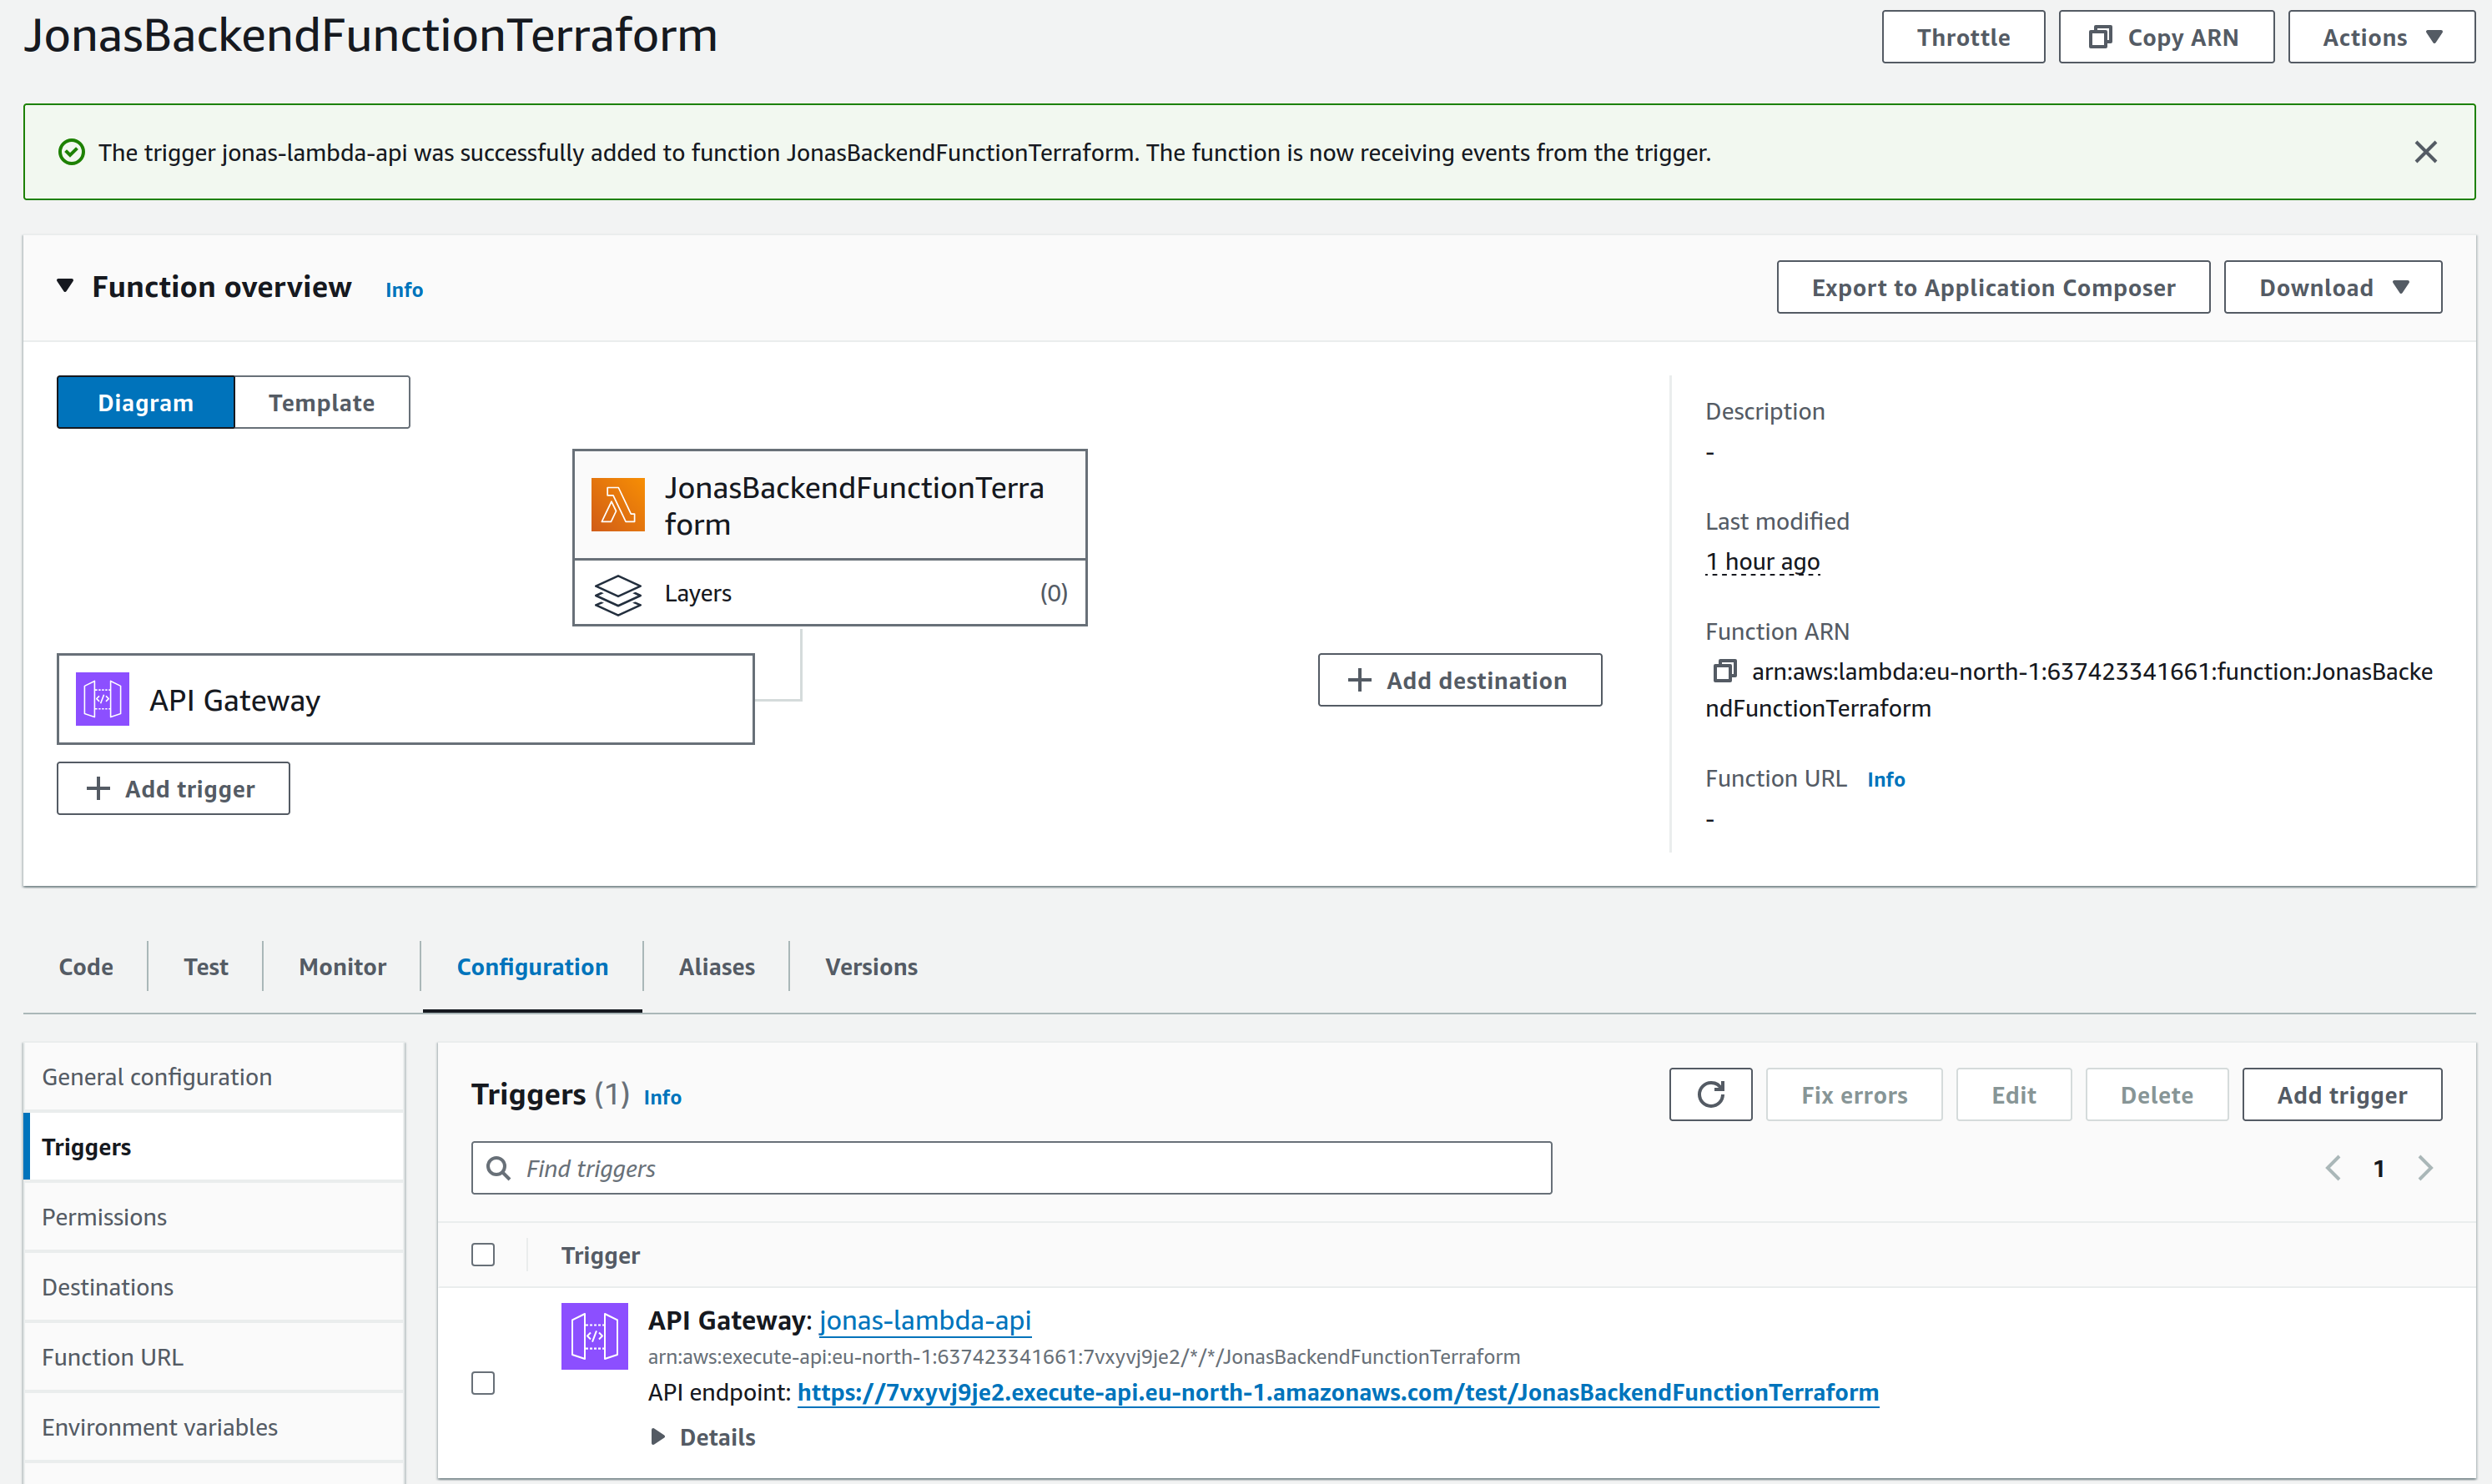 JonasBackendFunctionTerraform
Throttle
Copy ARN
Actions
The trigger jonas-lambda-api was successfully added to function JonasBackendFunctionTerraform. The function is now receiving events from the trigger.
Function overview Info
Export to Application Composer
Download
Diagram
Template
JonasBackendFunctionTerra
form
Layers (0)
API Gateway
Add trigger
Add destination
Description
-
Last modified
1 hour ago
Function ARN
arn:aws:lambda:eu-north-1:637423341661:function:JonasBacke
ndFunctionTerraform
Function URL Info
-
Code
Test
Monitor
Configuration
Aliases
Versions
General configuration
Triggers
Permissions
Destinations
Function URL
Environment variables
Triggers (1) Info
Fix errors
Edit
Delete
Add trigger
Find triggers
1
Trigger
API Gateway: jonas-lambda-api
arn:aws:execute-api:eu-north-1:637423341661:7vxyvj9je2/*/*/JonasBackendFunctionTerraform
API endpoint: https://7vxyvj9je2.execute-api.eu-north-1.amazonaws.com/test/JonasBackendFunctionTerraform
Details